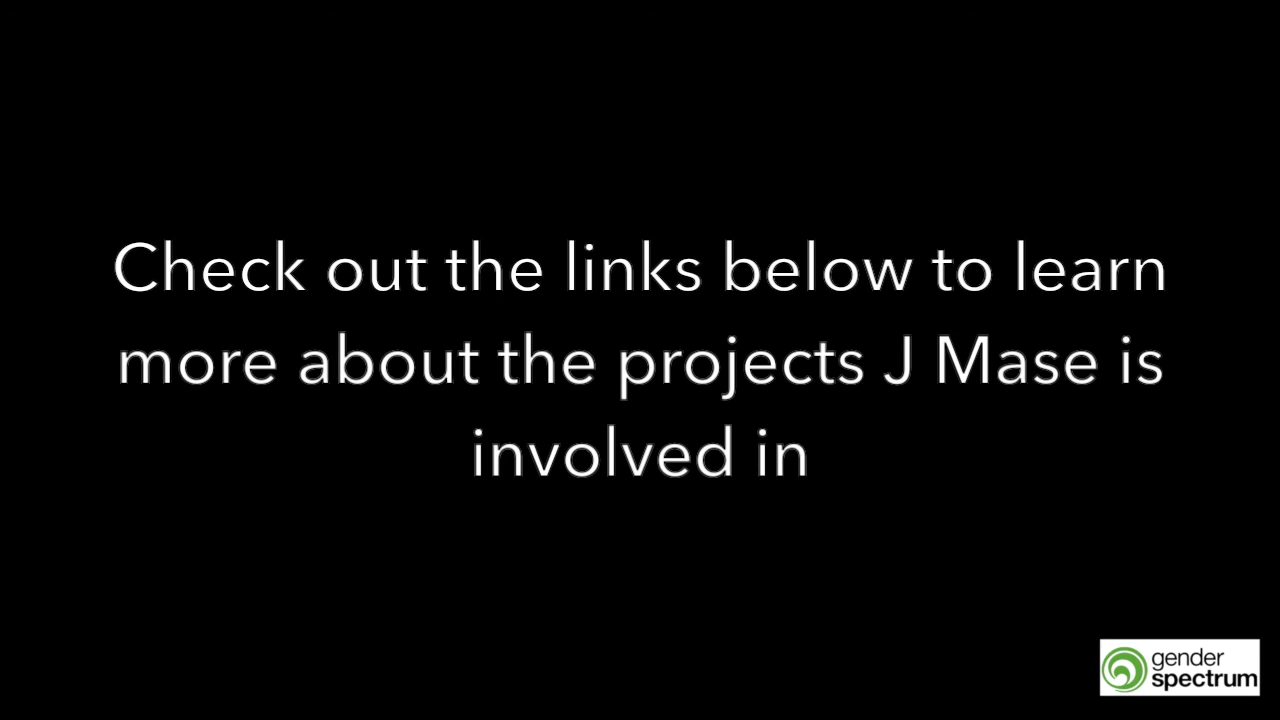 Check out the links below to learn
more about the projects J Mase is
involved in
gender
spectrum